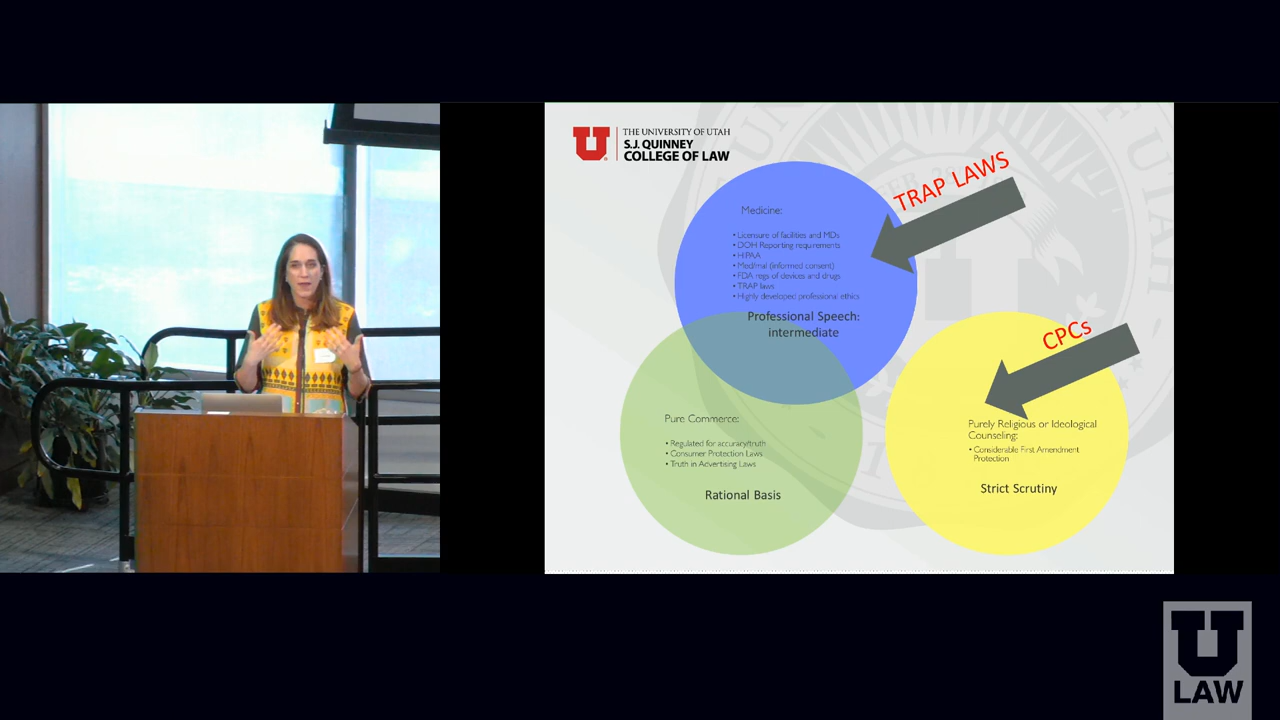 THE UNIVERSITY OF UTAH
S.J. QUINNEY
COLLEGE OF LAW
TRAP LAWS
Medicine:
• Licensure of facilities and MDs
• DOH Reporting requirements
• HIPAA
• Medmal (informed consent)
• FDA regs of devices and drugs
• TRAP laws
• Highly developed professional ethics
Professional Speech:
intermediate
CPCs
Pure Commerce:
• Regulated for accuracy/truth
• Consumer Protection Laws
• Truth in Advertising Laws
Rational Basis
Purely Religious or Ideological
Counseling:
• Considerable First Amendment
Protection
Strict Scrutiny
U
LAW